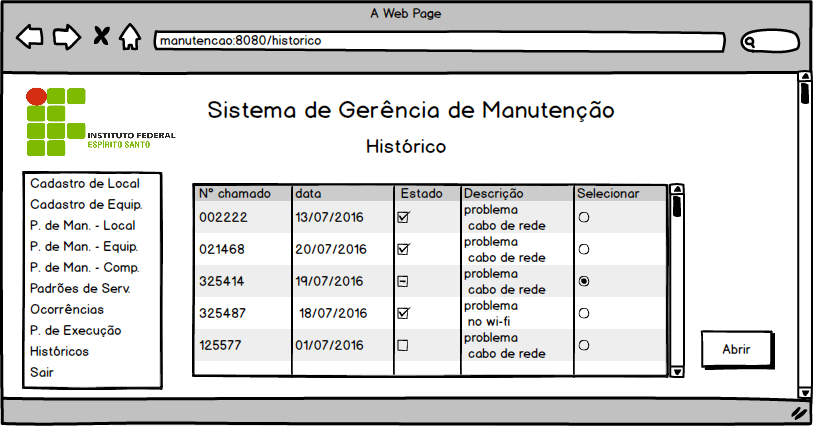 A Web Page
manutencao:8080/historico
Sistema de Gerência de Manutenção
Histórico
INSTITUTO FEDERAL
ESPÍRITO SANTO
Cadastro de Local
Cadastro de Equip.
P. de Man. - Local
P. de Man. - Equip.
P. de Man. - Comp.
Padrões de Serv.
Ocorrências
P. de Execução
Históricos
Sair
Nº chamado data Estado Descrição Selecionar
002222 13/07/2016 problema
cabo de rede
021468 20/07/2016 problema
cabo de rede
325414 19/07/2016 problema
cabo de rede
325487 18/07/2016 problema
no wi-fi
125577 01/07/2016 problema
cabo de rede
Abrir